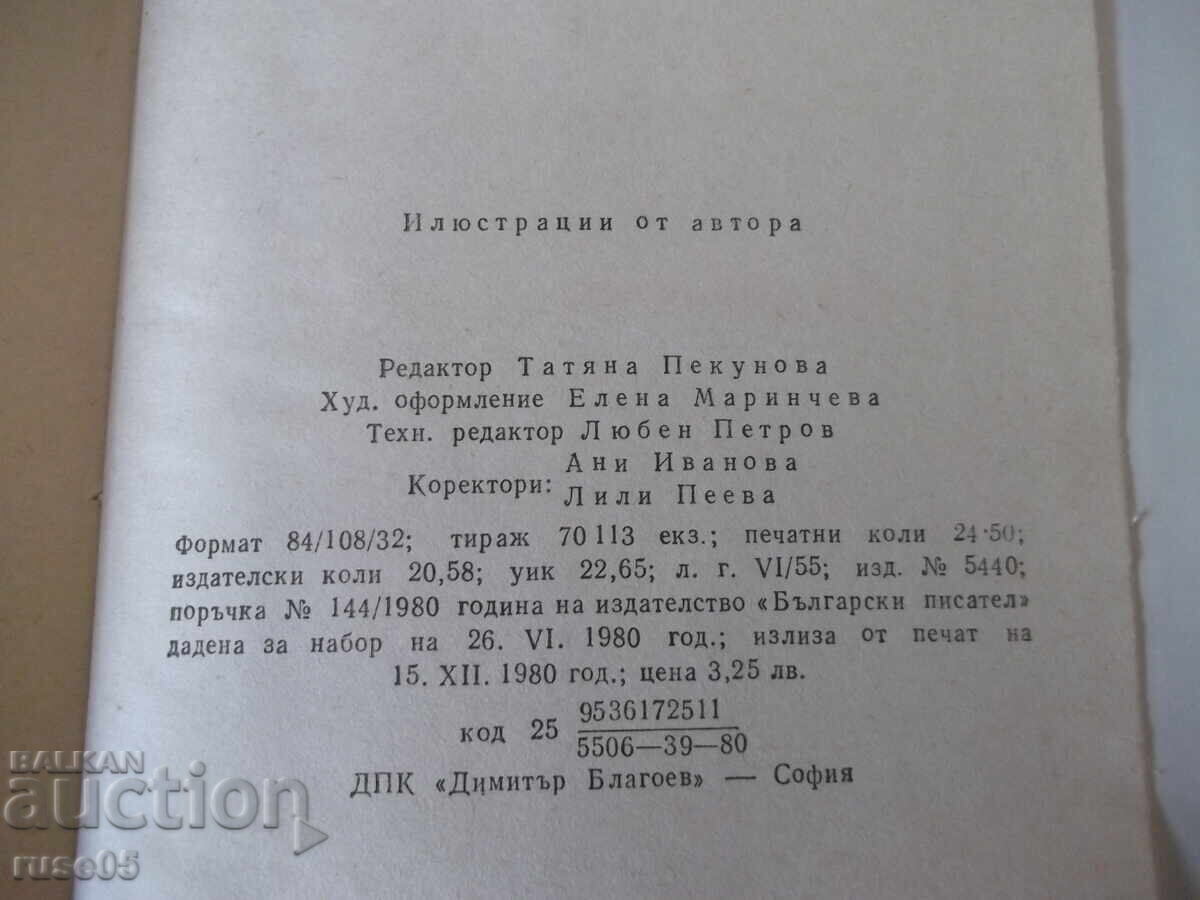 Илюстрации от автора
Редактор Татяна Пекунова
Худ. оформление Елена Маринчева
Техн. редактор Любен Петров
Коректори: Ани Иванова
Лили Пеева
Формат 84/108/32; тираж 70 113 екз.; печатни коли 24·50;
издателски коли 20,58; уик 22,65; л. г. VI/55; изд. № 5440;
поръчка № 144/1980 година на издателство «Български писател»
дадена за набор на 26. VI. 1980 год.; излиза от печат на
15. XII. 1980 год.; цена 3,25 лв.
код 25 9536172511
5506—39—80
ДПК «Димитър Благоев» — София
BALKAN
auction
ruse05